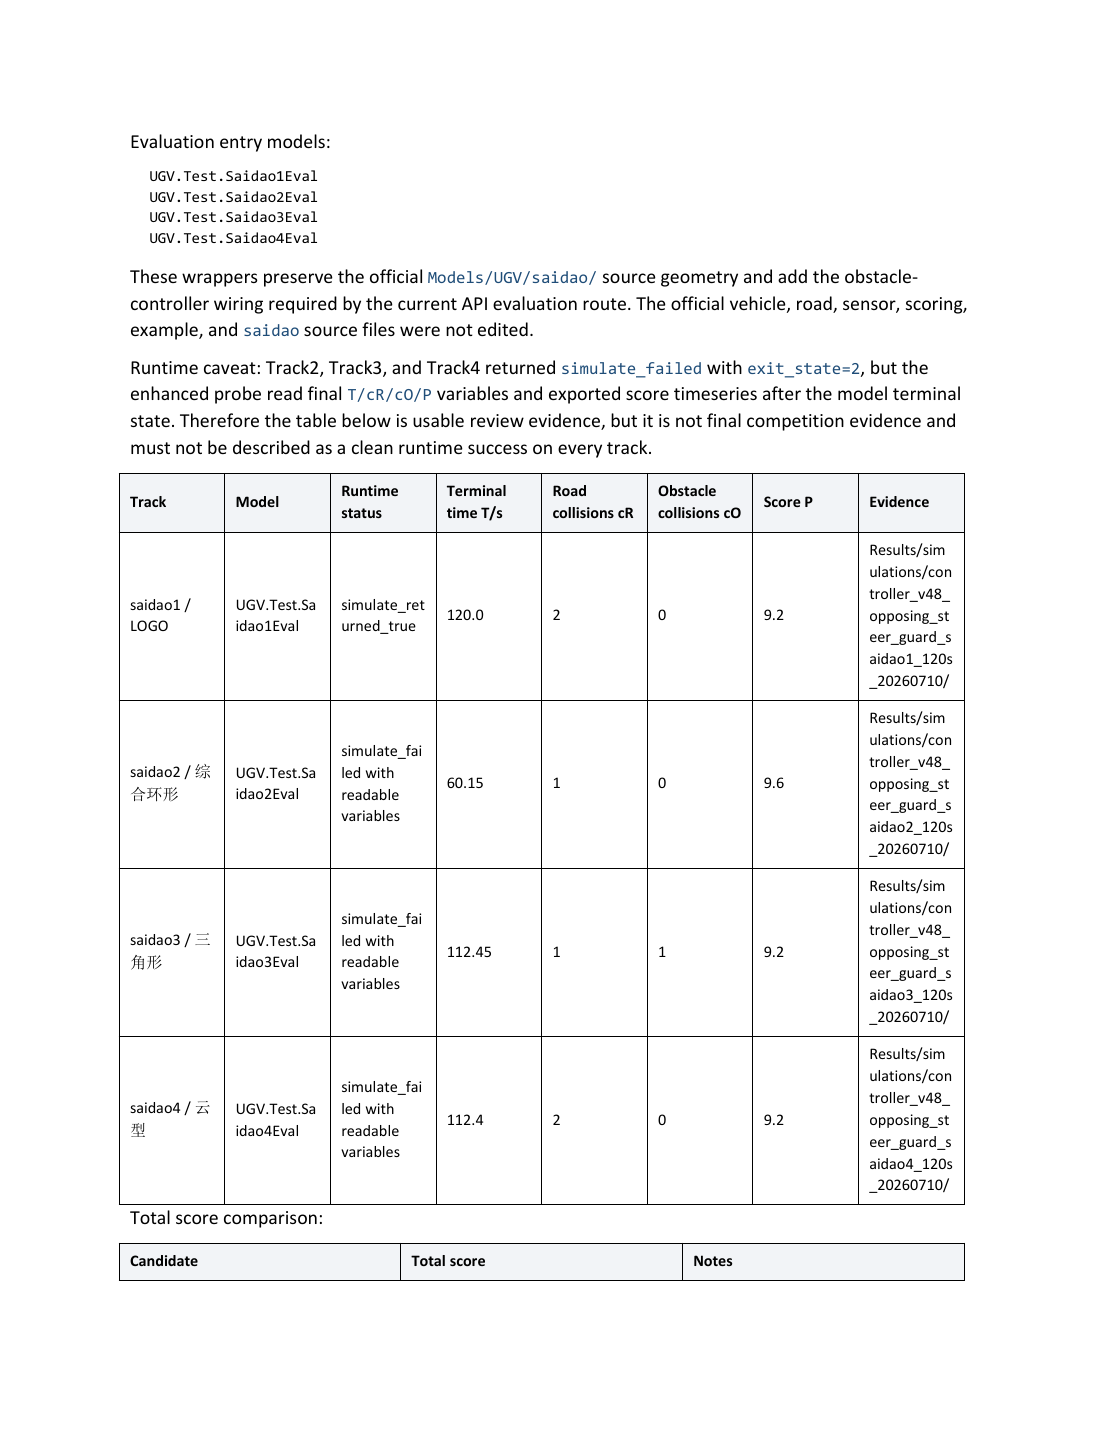 Evaluation entry models:
UGV.Test.Saidao1Eval
UGV.Test.Saidao2Eval
UGV.Test.Saidao3Eval
UGV.Test.Saidao4Eval
These wrappers preserve the official Models/UGV/saidao/ source geometry and add the obstacle-
controller wiring required by the current API evaluation route. The official vehicle, road, sensor, scoring,
example, and saidao source files were not edited.
Runtime caveat: Track2, Track3, and Track4 returned simulate_failed with exit_state=2, but the
enhanced probe read final T/cR/cO/P variables and exported score timeseries after the model terminal
state. Therefore the table below is usable review evidence, but it is not final competition evidence and
must not be described as a clean runtime success on every track.
Track
Model
Runtime
status
Terminal
time T/s
Road
collisions cR
Obstacle
collisions cO
Score P
Evidence
saidao1 /
LOGO
UGV.Test.Sa
idao1Eval
simulate_ret
urned_true
120.0
2
0
9.2
Results/sim
ulations/con
troller_v48_
opposing_st
eer_guard_s
aidao1_120s
_20260710/
saidao2 / 综
合环形
UGV.Test.Sa
idao2Eval
simulate_fai
led with
readable
variables
60.15
1
0
9.6
Results/sim
ulations/con
troller_v48_
opposing_st
eer_guard_s
aidao2_120s
_20260710/
saidao3 / 三
角形
UGV.Test.Sa
idao3Eval
simulate_fai
led with
readable
variables
112.45
1
1
9.2
Results/sim
ulations/con
troller_v48_
opposing_st
eer_guard_s
aidao3_120s
_20260710/
saidao4 / 云
型
UGV.Test.Sa
idao4Eval
simulate_fai
led with
readable
variables
112.4
2
0
9.2
Results/sim
ulations/con
troller_v48_
opposing_st
eer_guard_s
aidao4_120s
_20260710/
Total score comparison:
Candidate
Total score
Notes